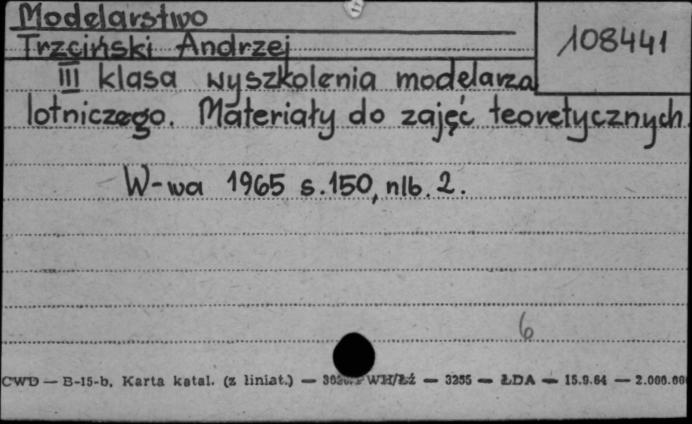 Modelarstwo
108441
Trzciński Andrzej
III klasa wyszkolenia modelarza
lotniczego. Materiały do zajęć teoretycznych.
W-wa 1965 s.150, nlb. 2.
6
CWD — B-15-b, Karta katal. (z liniat.) — WH/Łź — 3255 — ŁDA — 15.9.64 — 2.000.00